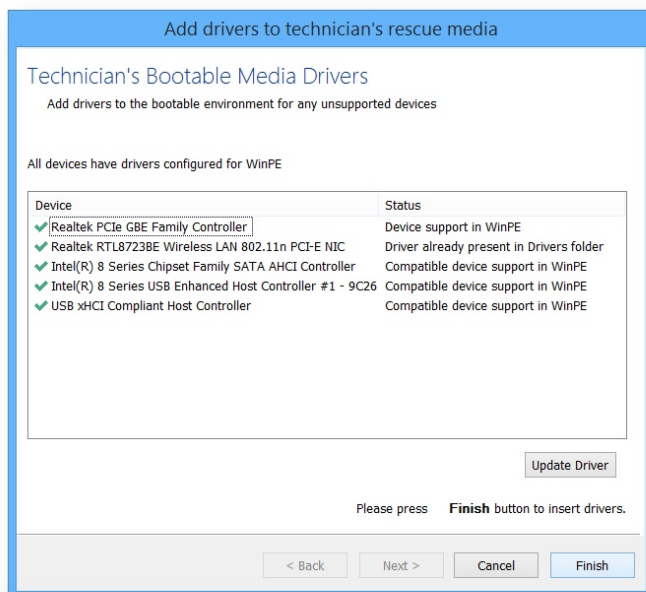 Add drivers to technician's rescue media
Technician's Bootable Media Drivers
Add drivers to the bootable environment for any unsupported devices
All devices have drivers configured for WinPE
Device Status
Realtek PCIe GBE Family Controller Device support in WinPE
Realtek RTL8723BE Wireless LAN 802.11n PCI-E NIC Driver already present in Drivers folder
Intel(R) 8 Series Chipset Family SATA AHCI Controller Compatible device support in WinPE
Intel(R) 8 Series USB Enhanced Host Controller #1 - 9C26 Compatible device support in WinPE
USB xHCI Compliant Host Controller Compatible device support in WinPE
Update Driver
Please press Finish button to insert drivers.
< Back Next > Cancel Finish